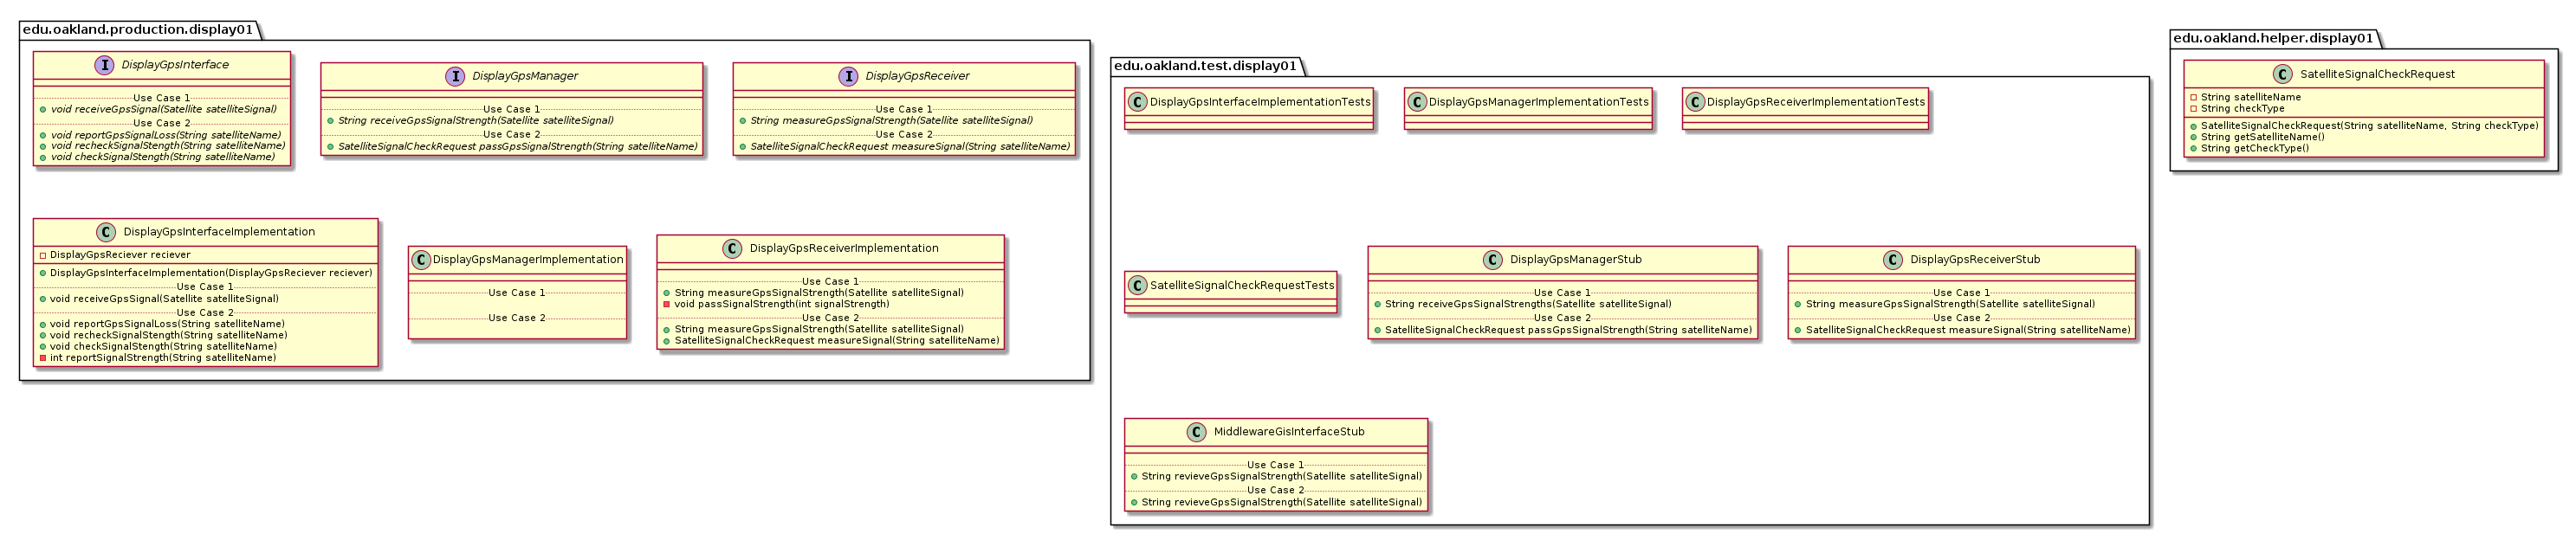 edu.oakland.production.display01
I DisplayGpsInterface
Use Case 1
void receiveGpsSignal(Satellite satelliteSignal)
Use Case 2
void reportGpsSignalLoss(String satelliteName)
void recheckSignalStength(String satelliteName)
void checkSignalStength(String satelliteName)
I DisplayGpsManager
Use Case 1
String receiveGpsSignalStrength(Satellite satelliteSignal)
Use Case 2
SatelliteSignalCheckRequest passGpsSignalStrength(String satelliteName)
I DisplayGpsReceiver
Use Case 1
String measureGpsSignalStrength(Satellite satelliteSignal)
Use Case 2
SatelliteSignalCheckRequest measureSignal(String satelliteName)
C DisplayGpsInterfaceImplementation
DisplayGpsReciever reciever
DisplayGpsInterfaceImplementation(DisplayGpsReciever reciever)
Use Case 1
void receiveGpsSignal(Satellite satelliteSignal)
Use Case 2
void reportGpsSignalLoss(String satelliteName)
void recheckSignalStength(String satelliteName)
void checkSignalStength(String satelliteName)
int reportSignalStrength(String satelliteName)
C DisplayGpsManagerImplementation
Use Case 1
Use Case 2
C DisplayGpsReceiverImplementation
Use Case 1
String measureGpsSignalStrength(Satellite satelliteSignal)
void passSignalStrength(int signalStrength)
Use Case 2
String measureGpsSignalStrength(Satellite satelliteSignal)
SatelliteSignalCheckRequest measureSignal(String satelliteName)
edu.oakland.test.display01
C DisplayGpsInterfaceImplementationTests
C DisplayGpsManagerImplementationTests
C DisplayGpsReceiverImplementationTests
C SatelliteSignalCheckRequestTests
C DisplayGpsManagerStub
Use Case 1
String receiveGpsSignalStrengths(Satellite satelliteSignal)
Use Case 2
SatelliteSignalCheckRequest passGpsSignalStrength(String satelliteName)
C DisplayGpsReceiverStub
Use Case 1
String measureGpsSignalStrength(Satellite satelliteSignal)
Use Case 2
SatelliteSignalCheckRequest measureSignal(String satelliteName)
C MiddlewareGisInterfaceStub
Use Case 1
String revieveGpsSignalStrength(Satellite satelliteSignal)
Use Case 2
String revieveGpsSignalStrength(Satellite satelliteSignal)
edu.oakland.helper.display01
C SatelliteSignalCheckRequest
String satelliteName
String checkType
SatelliteSignalCheckRequest(String satelliteName, String checkType)
String getSatelliteName()
String getCheckType()